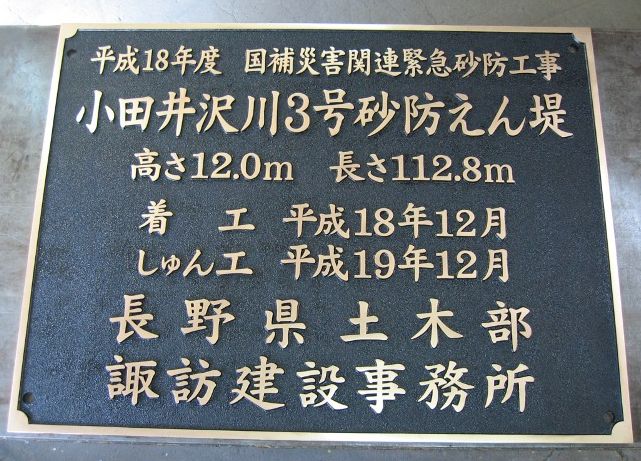 平成18年度 国補災害関連緊急砂防工事
小田井沢川3号砂防えん堤
高さ12.0m 長さ112.8m
着 工 平成18年12月
しゅん工 平成19年12月
長野県土木部
諏訪建設事務所